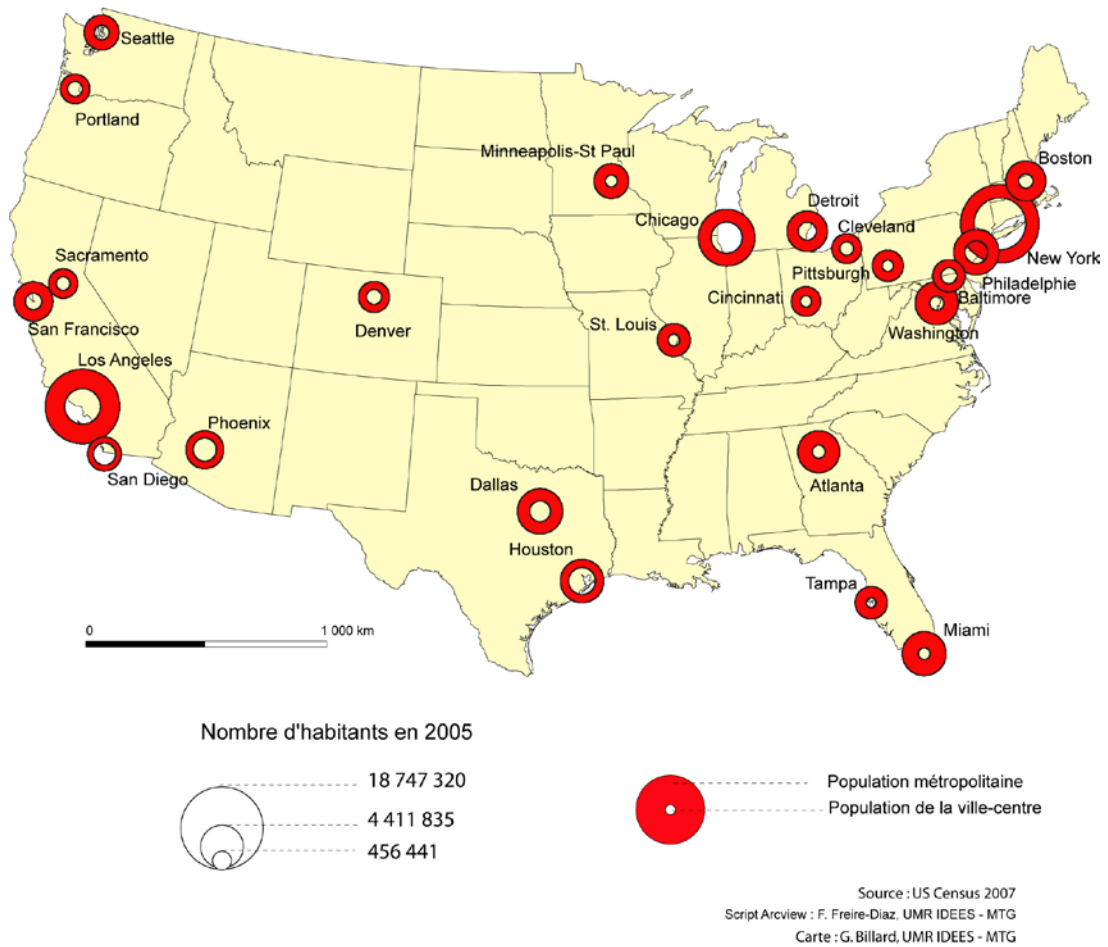 Seattle
Portland
Minneapolis-St Paul
Boston
Detroit
Chicago
Cleveland
Sacramento
New York
Pittsburgh
Philadelphie
Cincinnati
Baltimore
San Francisco
Denver
St. Louis
Washington
Los Angeles
Phoenix
San Diego
Dallas
Atlanta
Houston
Tampa
Miami
0 1 000 km
Nombre d'habitants en 2005
18 747 320
4 411 835
456 441
Population métropolitaine
Population de la ville-centre
Source : US Census 2007
Script Arcview : F. Freire-Diaz, UMR IDEES - MTG
Carte : G. Billard, UMR IDEES - MTG